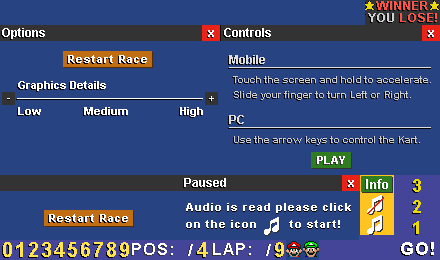 WINNER
YOU LOSE!
Options x
Controls x
Restart Race
Graphics Details
- +
Low Medium High
Mobile
Touch the screen and hold to accelerate.
Slide your finger to turn Left or Right.
PC
Use the arrow keys to control the Kart.
PLAY
Paused x
Restart Race
Audio is read please click
on the icon to start!
Info
3
2
1
GO!
0123456789 POS: /4 LAP: /9